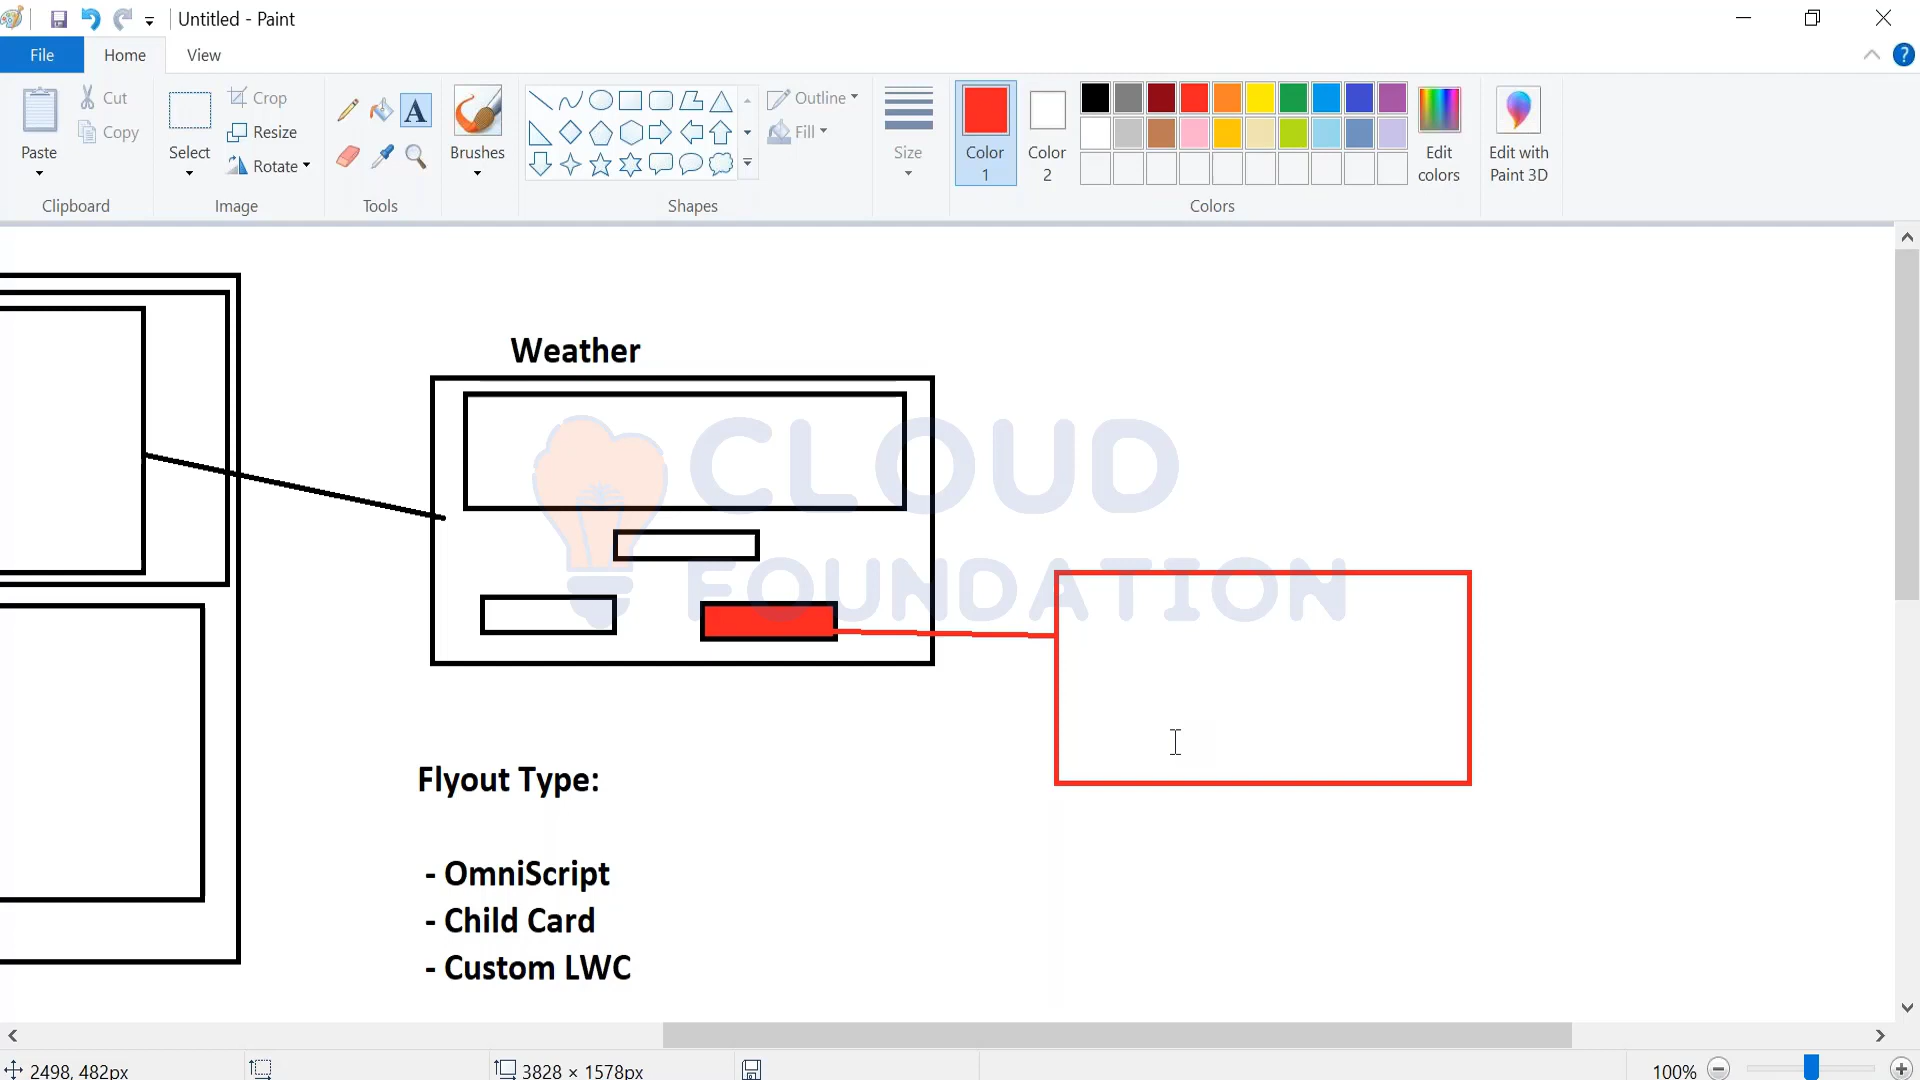 Untitled - Paint
File Home View
Paste
Cut
Copy
Clipboard
Select
Crop
Resize
Rotate
Image
A
Tools
Brushes
Outline
Fill
Shapes
Size
Color 1
Color 2
Colors
Edit colors
Edit with Paint 3D
?
Weather
CLOUD
FOUNDATION
Flyout Type:
- OmniScript
- Child Card
- Custom LWC
2498, 482px
3828 × 1578px
100%